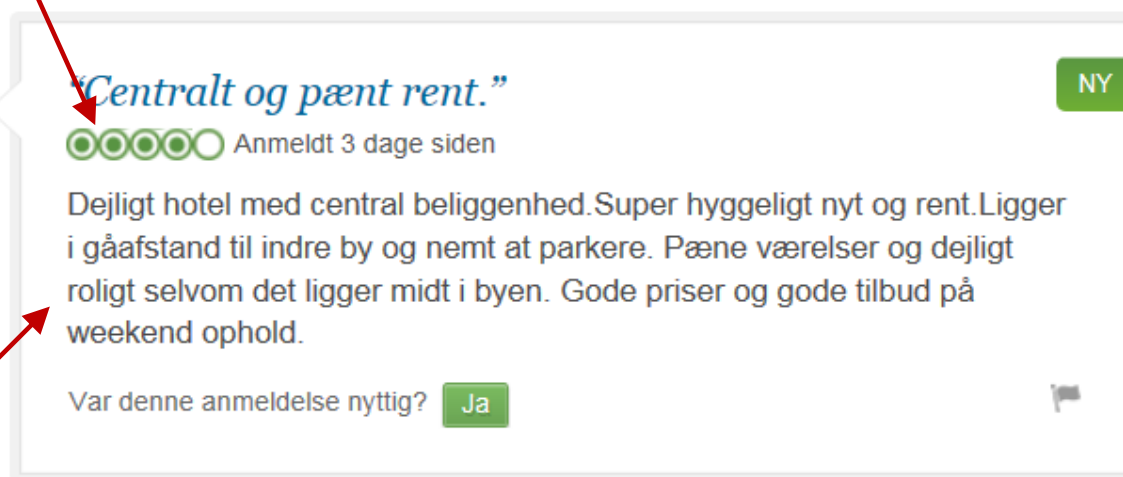 “Centralt og pænt rent.”
NY
Anmeldt 3 dage siden
Dejligt hotel med central beliggenhed.Super hyggeligt nyt og rent.Ligger
i gåafstand til indre by og nemt at parkere. Pæne værelser og dejligt
roligt selvom det ligger midt i byen. Gode priser og gode tilbud på
weekend ophold.
Var denne anmeldelse nyttig? Ja